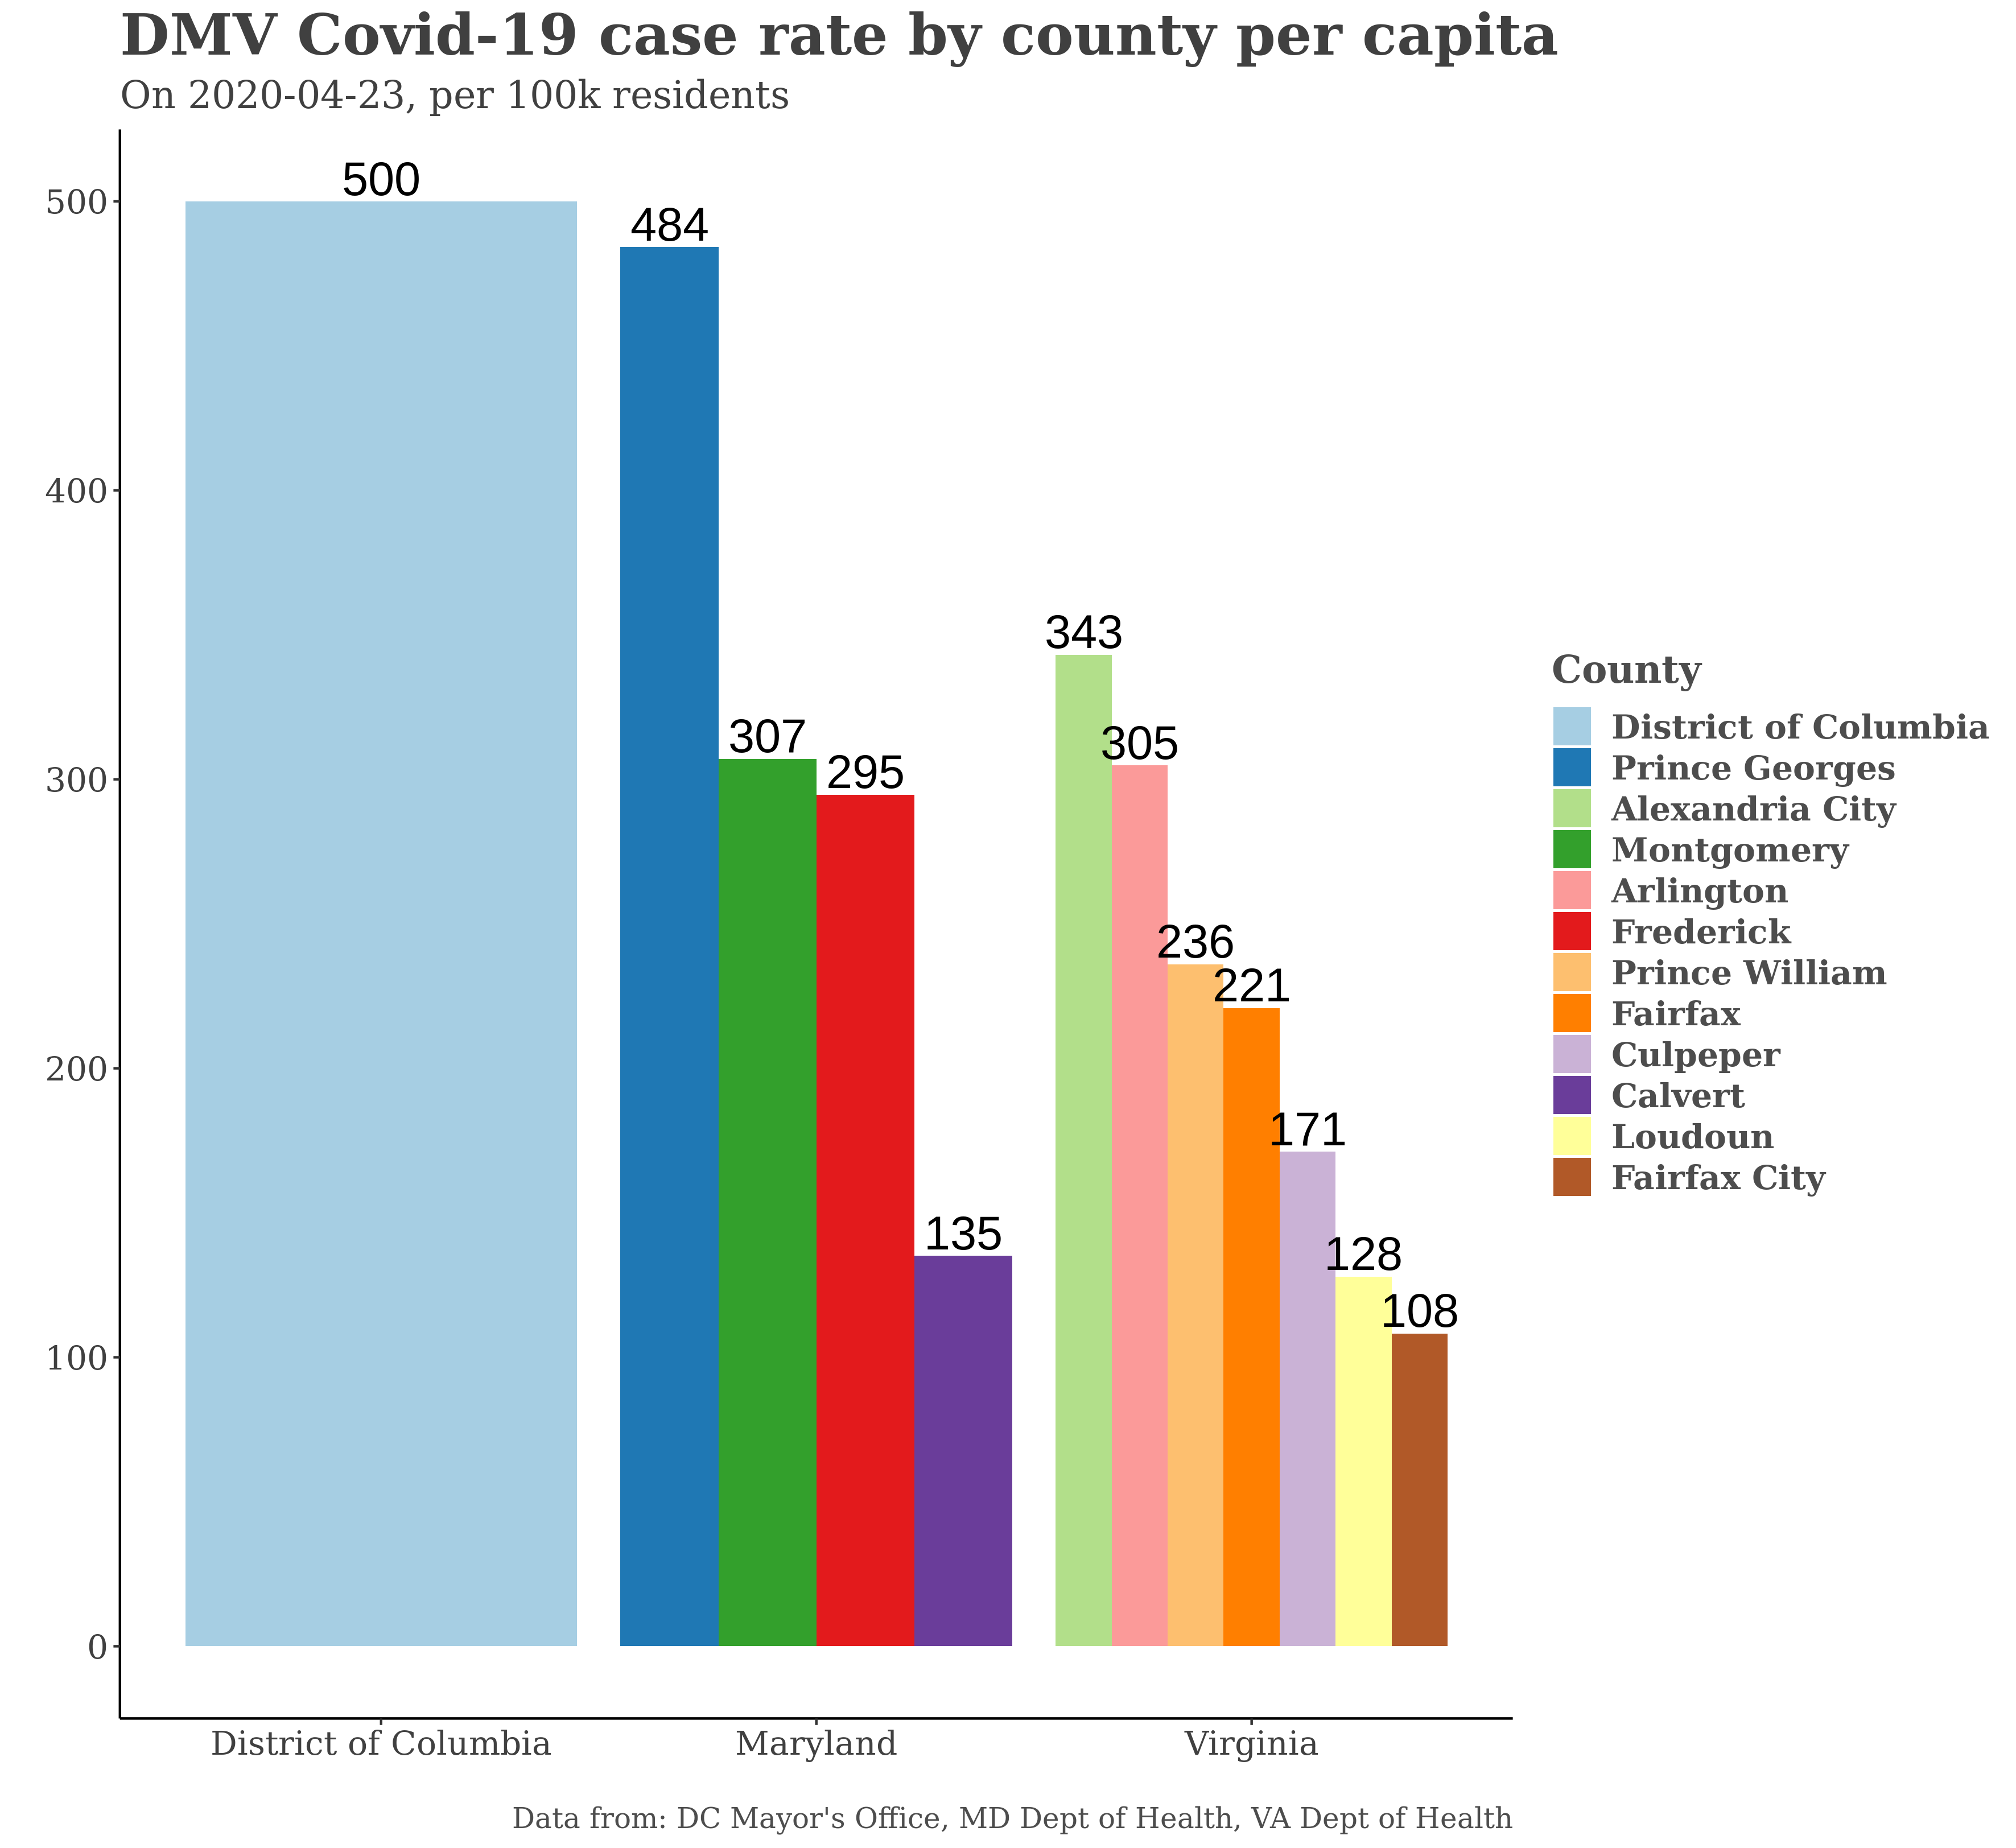 DMV Covid-19 case rate by county per capita
On 2020-04-23, per 100k residents
500
400
300
200
100
0
500
484
307
295
135
343
305
236
221
171
128
108
District of Columbia
Maryland
Virginia
County
District of Columbia
Prince Georges
Alexandria City
Montgomery
Arlington
Frederick
Prince William
Fairfax
Culpeper
Calvert
Loudoun
Fairfax City
Data from: DC Mayor's Office, MD Dept of Health, VA Dept of Health